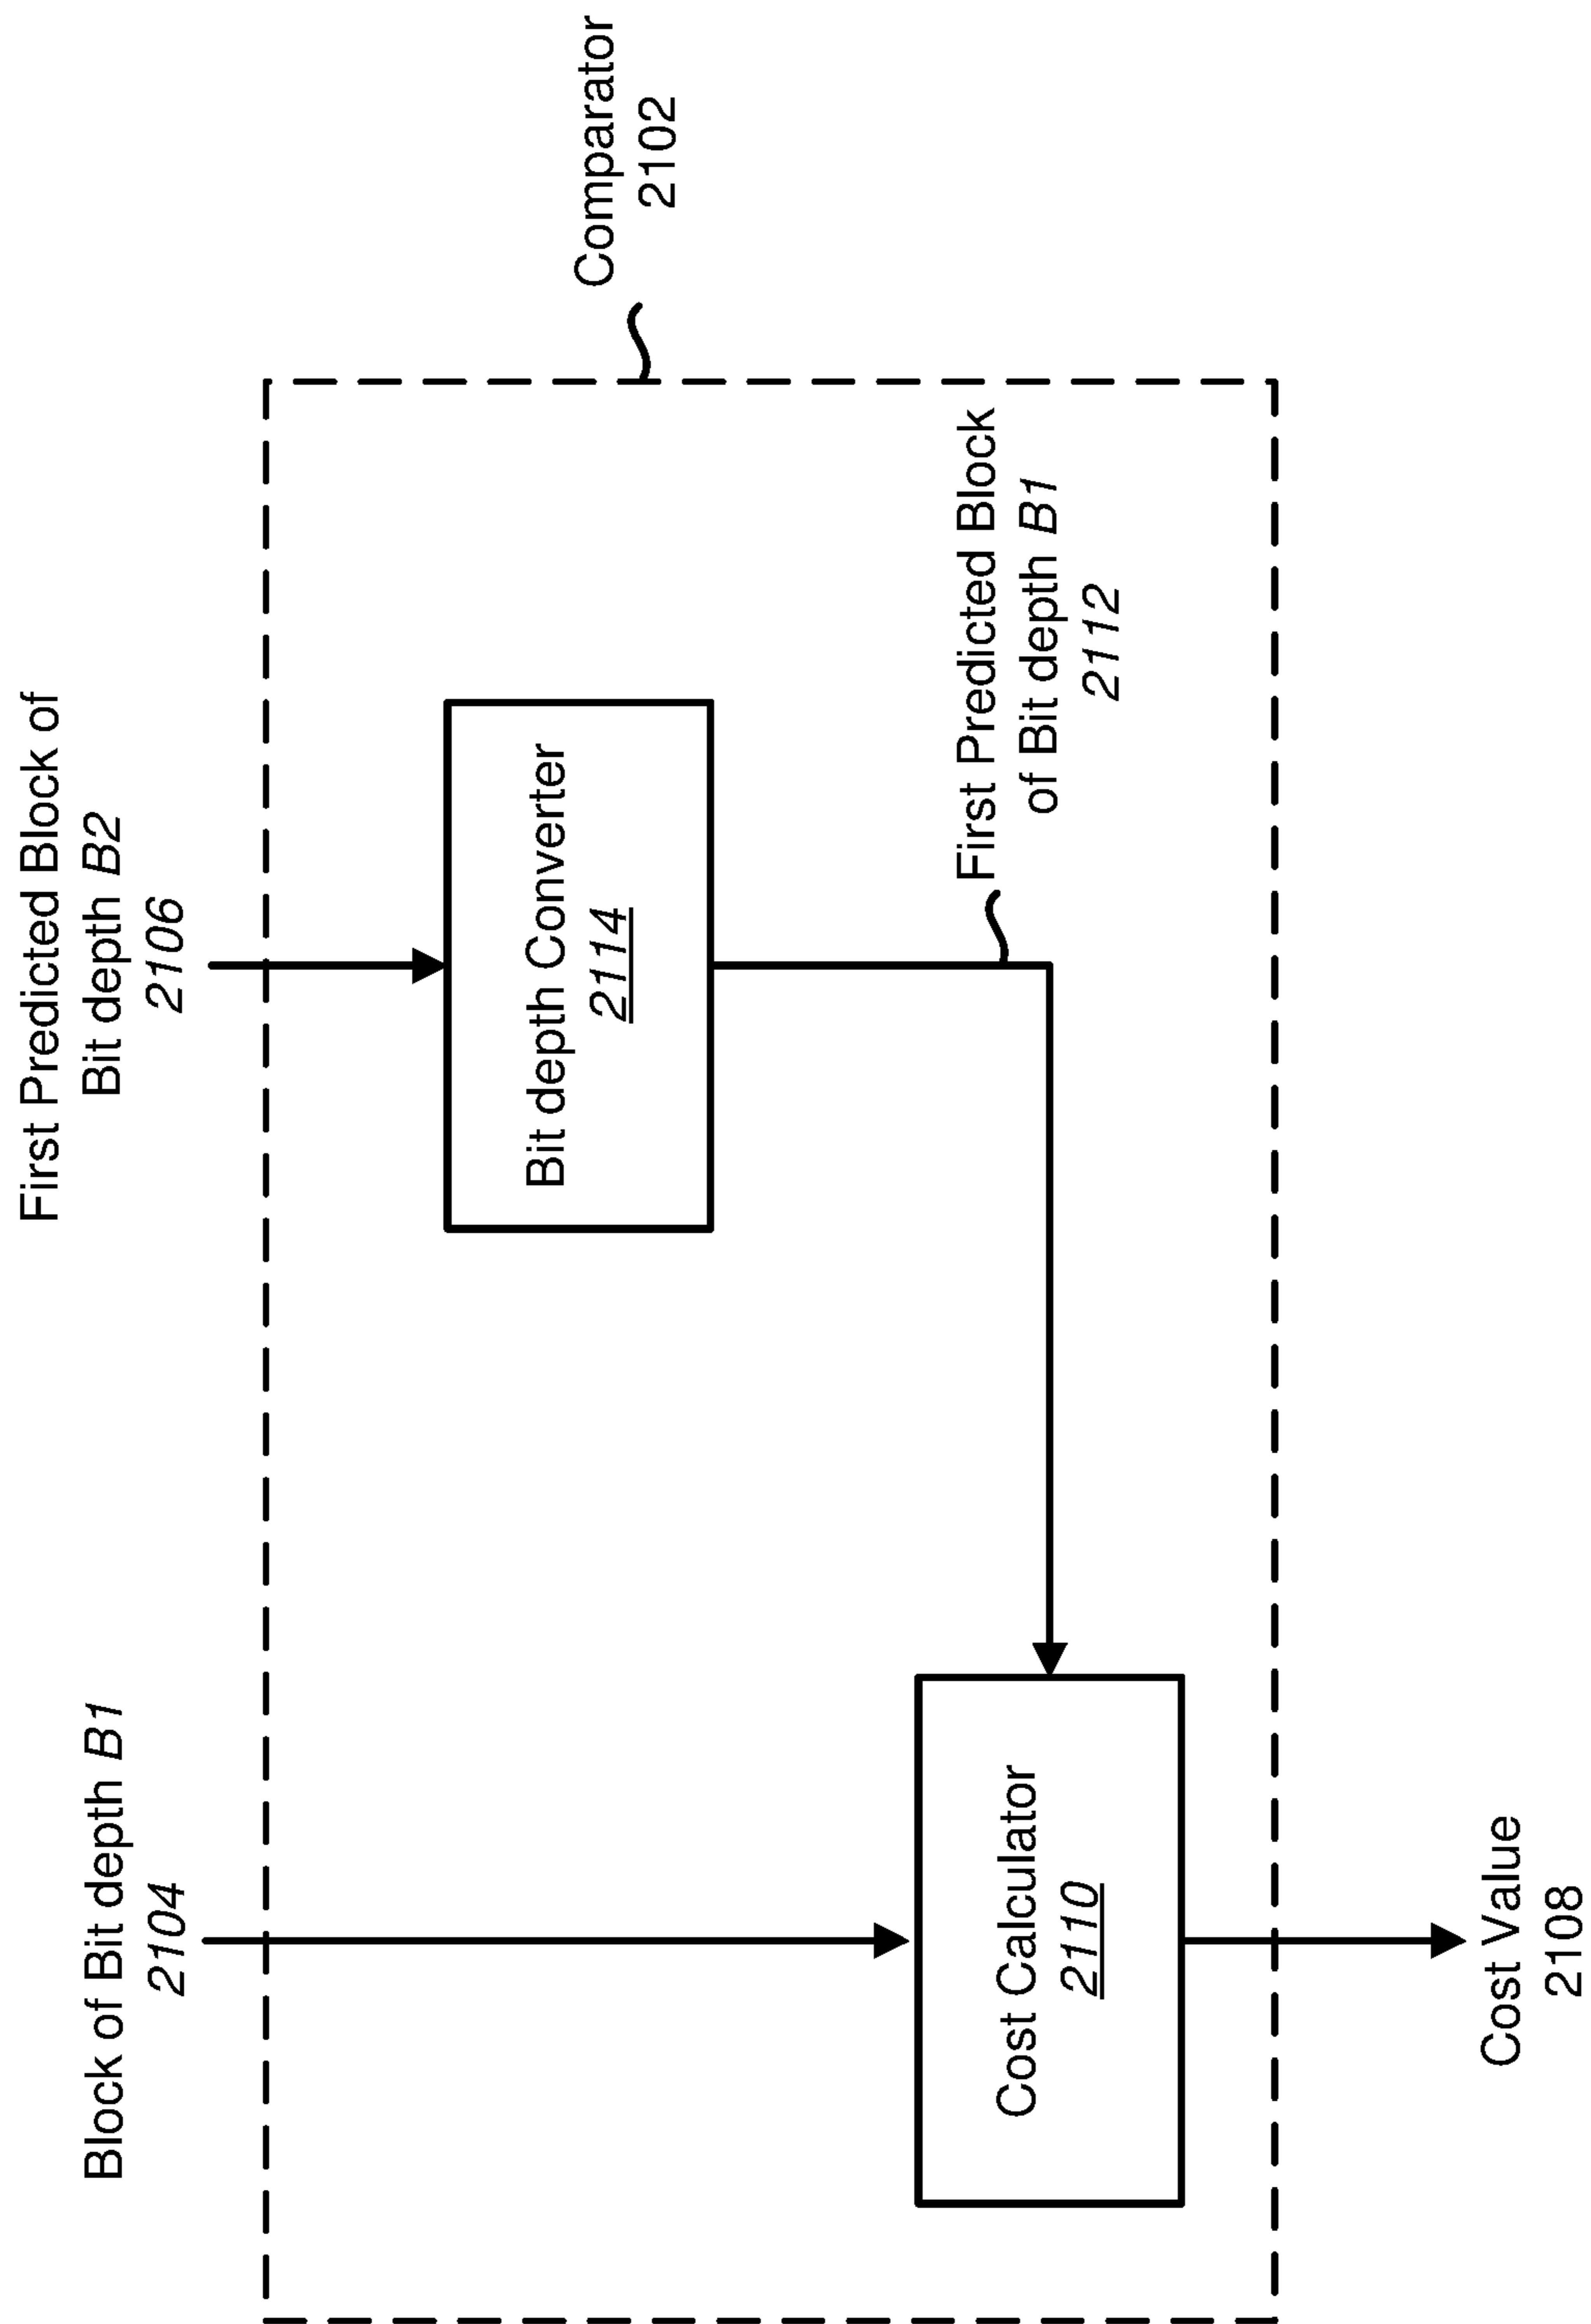 Block of Bit depth B1
2104
First Predicted Block of
Bit depth B2
2106
Bit depth Converter
2114
Comparator
2102
First Predicted Block
of Bit depth B1
2112
Cost Calculator
2110
Cost Value
2108